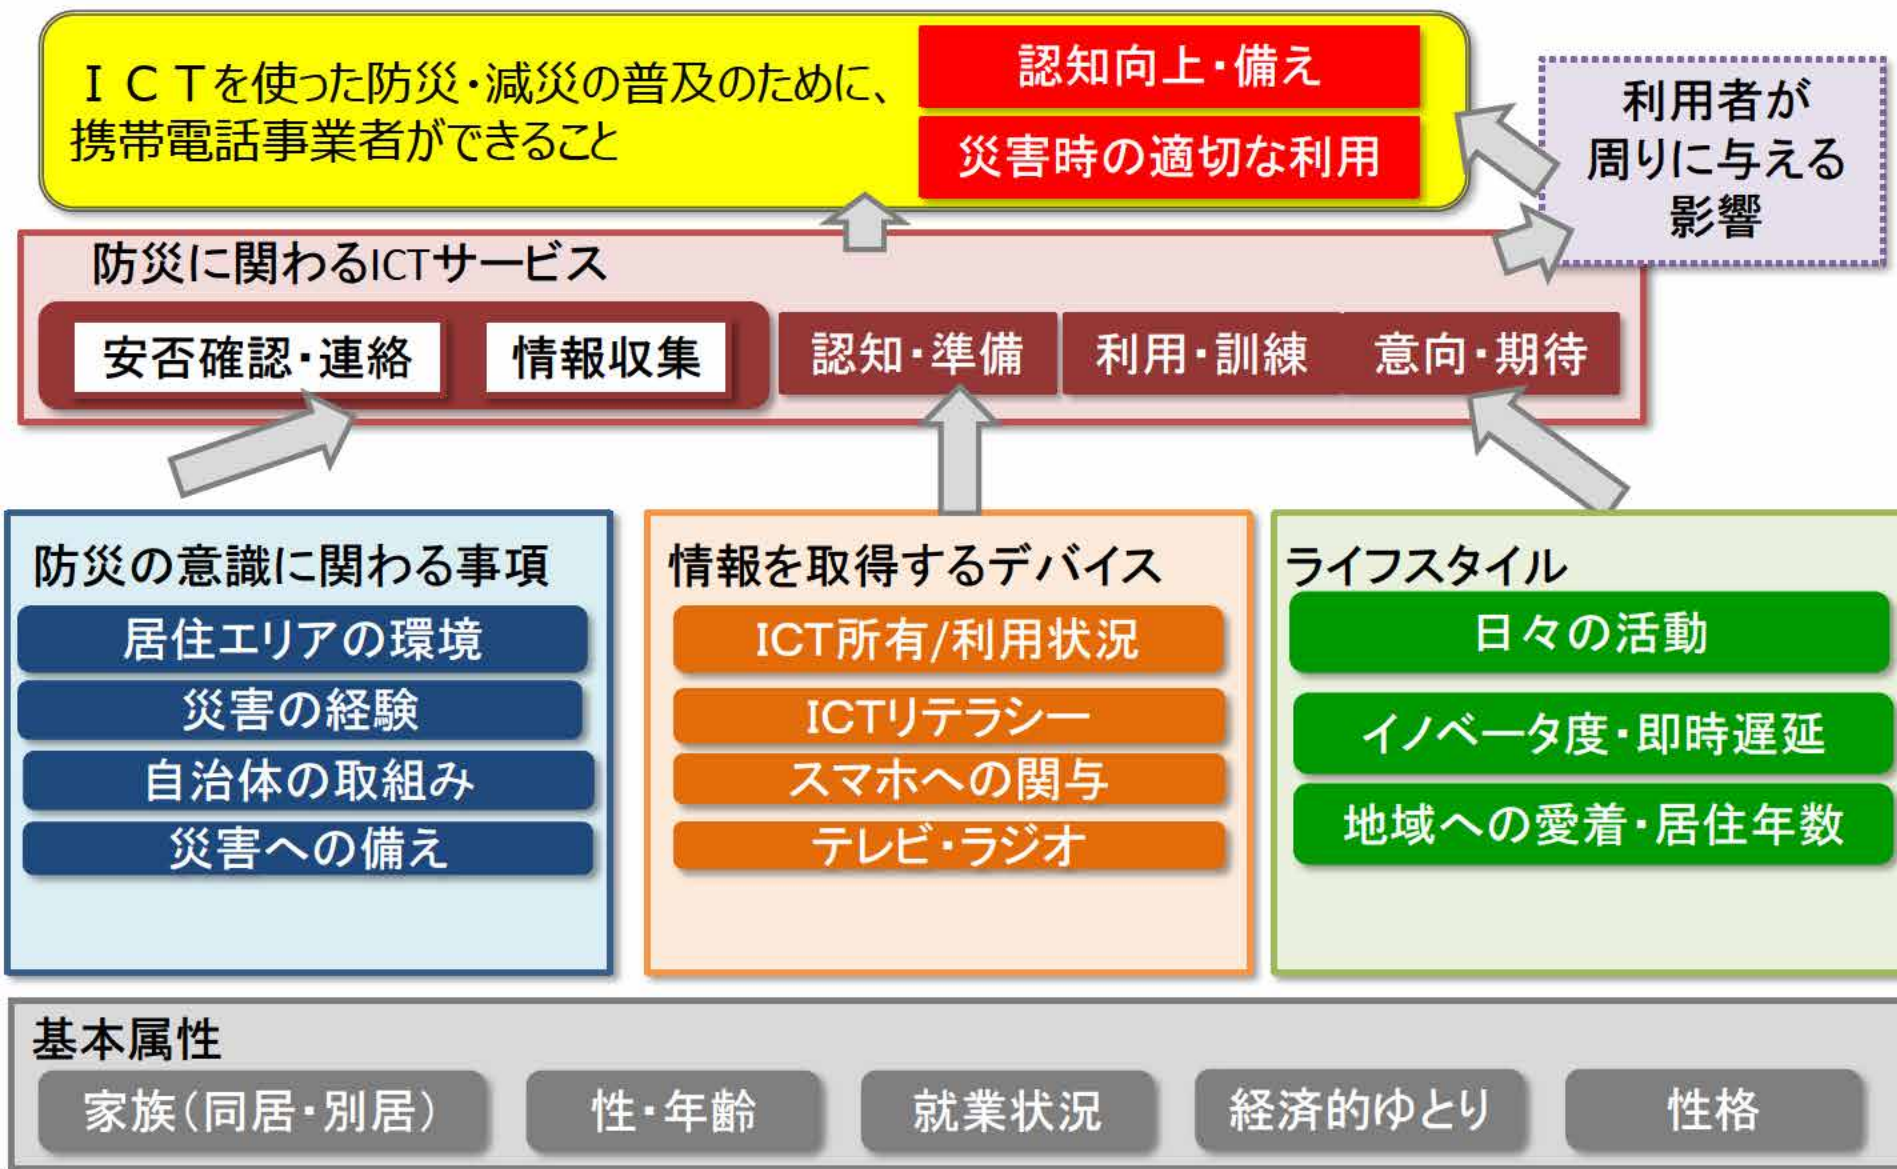 ＩＣＴを使った防災・減災の普及のために、
携帯電話事業者ができること
認知向上・備え
災害時の適切な利用
利用者が
周りに与える
影響
防災に関わるICTサービス
安否確認・連絡
情報収集
認知・準備
利用・訓練
意向・期待
防災の意識に関わる事項
居住エリアの環境
災害の経験
自治体の取組み
災害への備え
情報を取得するデバイス
ICT所有/利用状況
ICTリテラシー
スマホへの関与
テレビ・ラジオ
ライフスタイル
日々の活動
イノベータ度・即時遅延
地域への愛着・居住年数
基本属性
家族（同居・別居）
性・年齢
就業状況
経済的ゆとり
性格